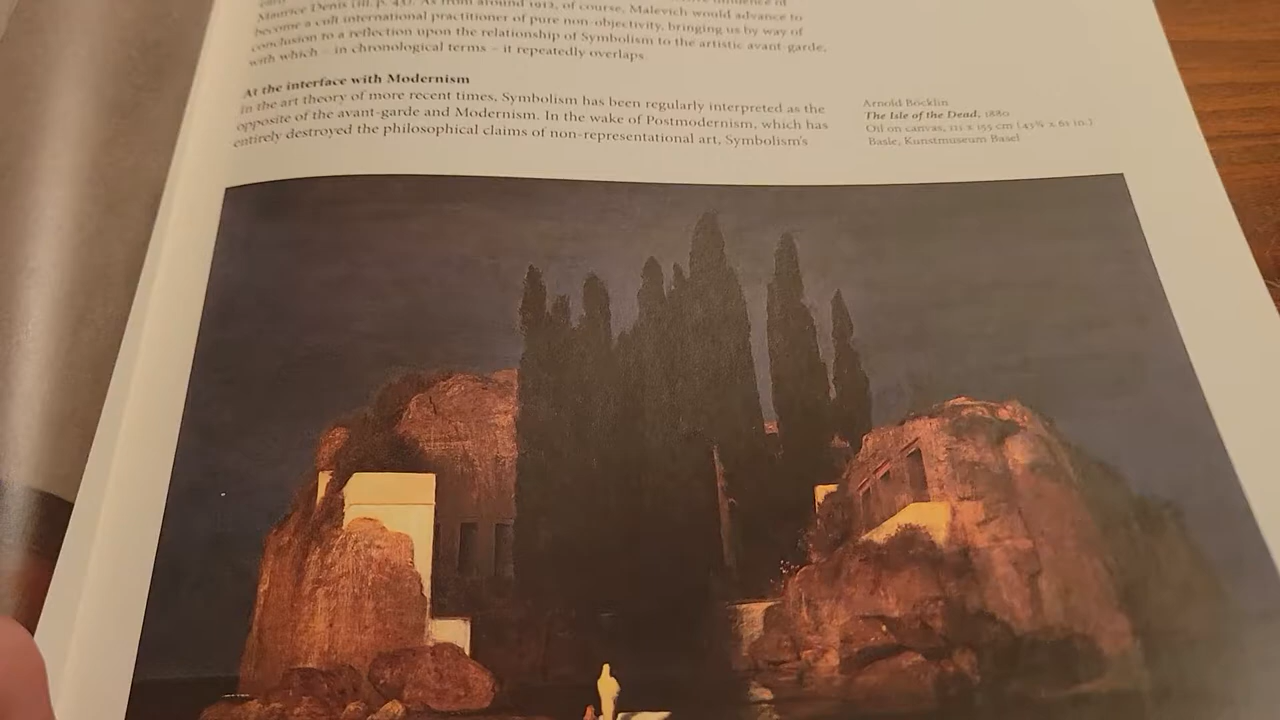 Maurice Denis (ill. p. 43). As from around 1912, of course, Malevich would advance to
become a cult international practitioner of pure non-objectivity, bringing us by way of
conclusion to a reflection upon the relationship of Symbolism to the artistic avant-garde,
with which – in chronological terms – it repeatedly overlaps.
At the interface with Modernism
In the art theory of more recent times, Symbolism has been regularly interpreted as the
opposite of the avant-garde and Modernism. In the wake of Postmodernism, which has
entirely destroyed the philosophical claims of non-representational art, Symbolism's
Arnold Böcklin
The Isle of the Dead, 1880
Oil on canvas, 111 x 155 cm (43¾ x 61 in.)
Basle, Kunstmuseum Basel